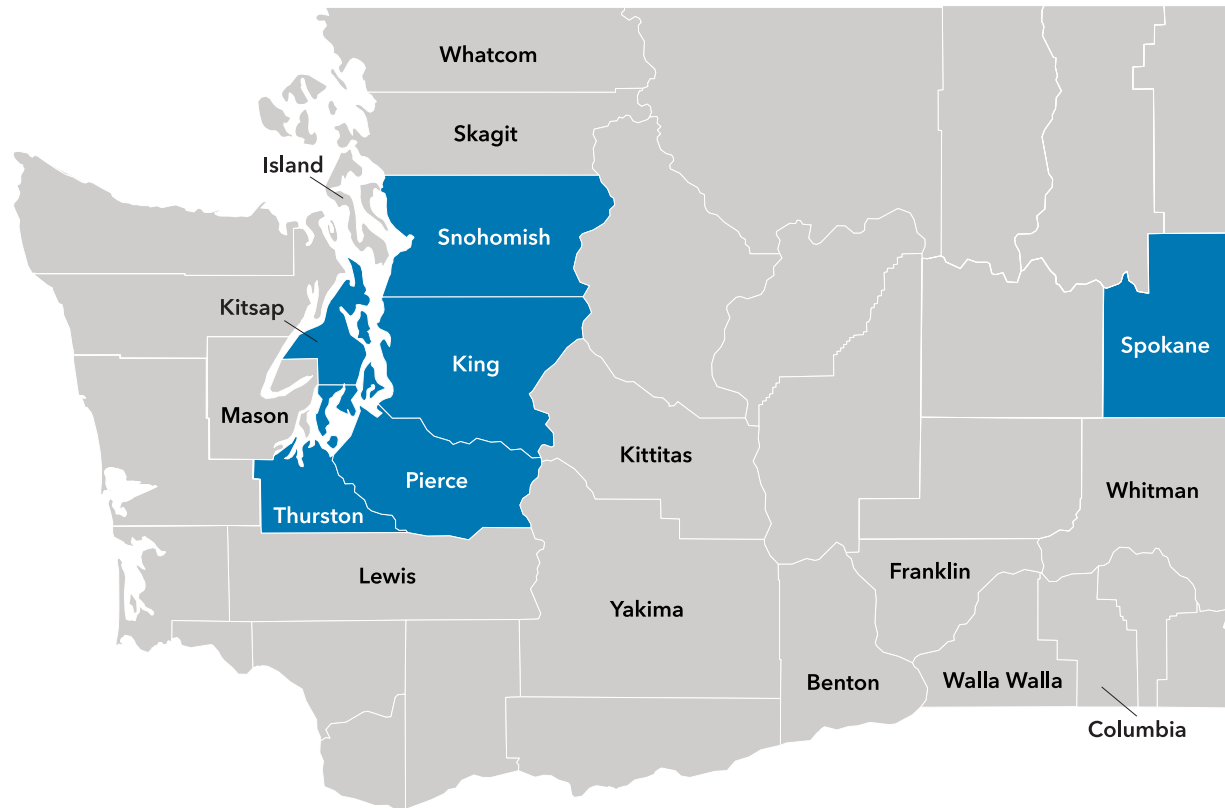 Whatcom
Skagit
Island
Snohomish
Kitsap
Spokane
King
Mason
Kittitas
Pierce
Whitman
Thurston
Franklin
Lewis
Yakima
Walla Walla
Benton
Columbia